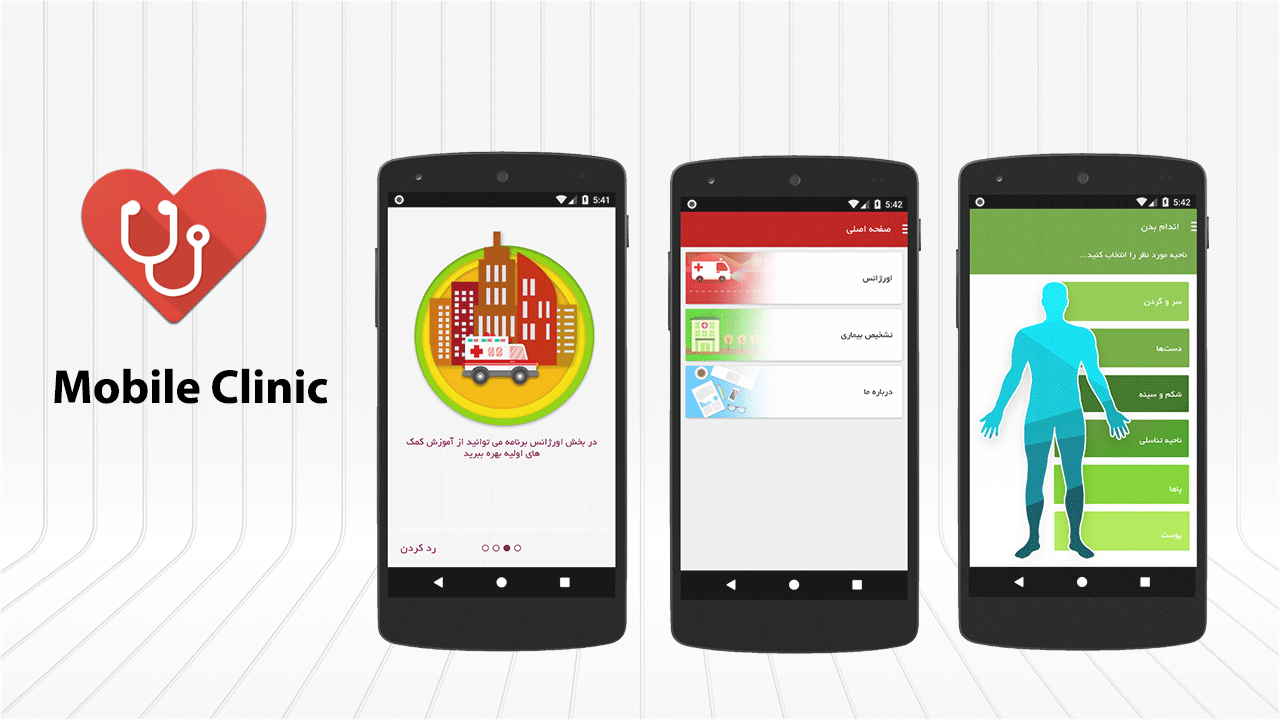 Mobile Clinic
5:41
در بخش اورژانس برنامه می توانید از آموزش کمک
های اولیه بهره ببرید
رد کردن
5:42
صفحه اصلی
اورژانس
تشخیص بیماری
درباره ما
5:42
اندام بدن
ناحیه مورد نظر را انتخاب کنید...
سر و گردن
دست‌ها
شکم و سینه
ناحیه تناسلی
پاها
پوست